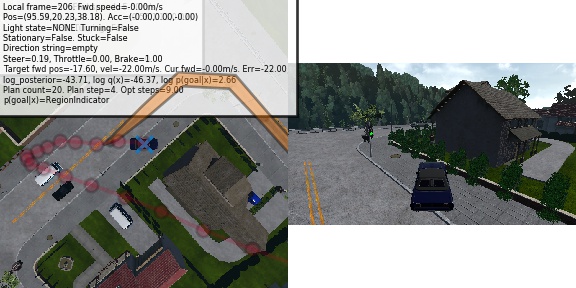 Local frame=206. Fwd speed=-0.00m/s
Pos=(95.59,20.23,38.18). Acc=(-0.00,0.00,-0.00)
Light state=NONE. Turning=False
Stationary=False. Stuck=False
Direction string=empty
Steer=0.19, Throttle=0.00, Brake=1.00
Target fwd pos=-17.60, vel=-22.00m/s. Cur fwd=-0.00m/s. Err=-22.00
log_posterior=-43.71, log q(x)=-46.37, log p(goal|x)=2.66
Plan count=20. Plan step=4. Opt steps=9.00
p(goal|x)=RegionIndicator